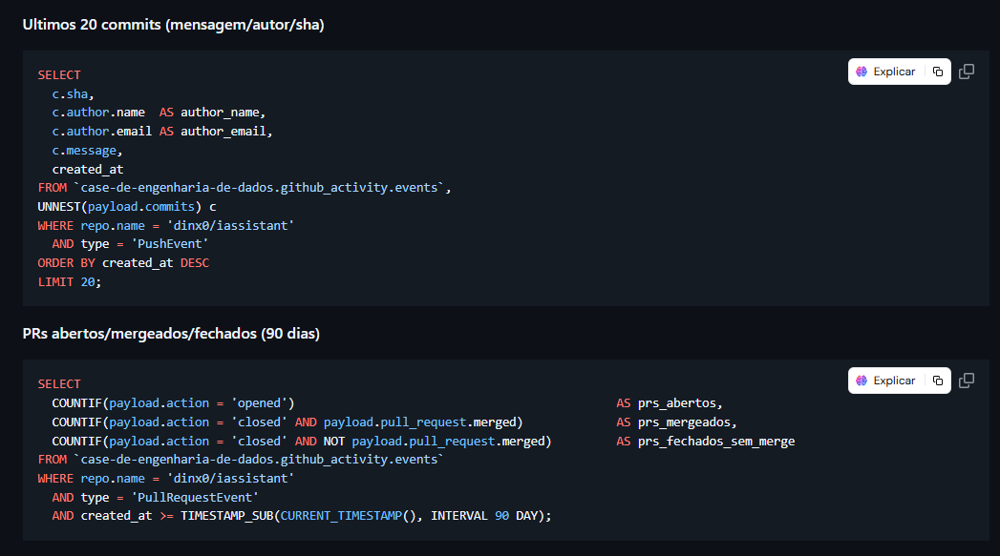 Ultimos 20 commits (mensagem/autor/sha)
Explicar
SELECT
c.sha,
c.author.name AS author_name,
c.author.email AS author_email,
c.message,
created_at
FROM `case-de-engenharia-de-dados.github_activity.events`,
UNNEST(payload.commits) c
WHERE repo.name = 'dinx0/iassistant'
AND type = 'PushEvent'
ORDER BY created_at DESC
LIMIT 20;
PRs abertos/mergeados/fechados (90 dias)
Explicar
SELECT
COUNTIF(payload.action = 'opened') AS prs_abertos,
COUNTIF(payload.action = 'closed' AND payload.pull_request.merged) AS prs_mergeados,
COUNTIF(payload.action = 'closed' AND NOT payload.pull_request.merged) AS prs_fechados_sem_merge
FROM `case-de-engenharia-de-dados.github_activity.events`
WHERE repo.name = 'dinx0/iassistant'
AND type = 'PullRequestEvent'
AND created_at >= TIMESTAMP_SUB(CURRENT_TIMESTAMP(), INTERVAL 90 DAY);